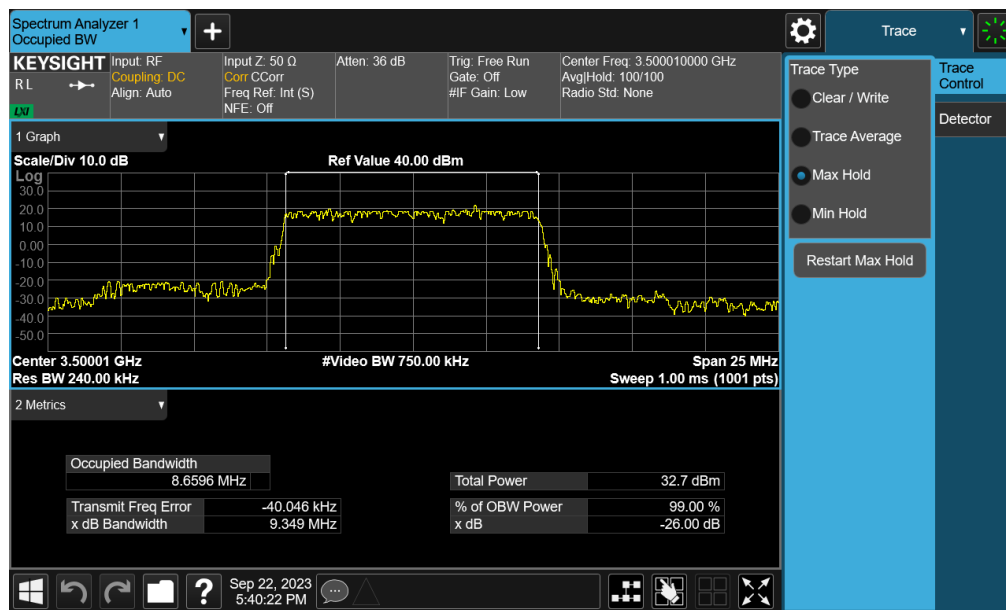 Spectrum Analyzer 1
Occupied BW
+
Trace
KEYSIGHT
R L
LXI
Input: RF
Coupling: DC
Align: Auto
Input Z: 50 Ω
Corr CCorr
Freq Ref: Int (S)
NFE: Off
Atten: 36 dB
Trig: Free Run
Gate: Off
#IF Gain: Low
Center Freq: 3.500010000 GHz
Avg|Hold: 100/100
Radio Std: None
Trace Type
Clear / Write
Trace Average
Max Hold
Min Hold
Restart Max Hold
Trace
Control
Detector
1 Graph
Scale/Div 10.0 dB
Ref Value 40.00 dBm
Log
30.0
20.0
10.0
0.00
-10.0
-20.0
-30.0
-40.0
-50.0
Center 3.50001 GHz
#Video BW 750.00 kHz
Span 25 MHz
Res BW 240.00 kHz
Sweep 1.00 ms (1001 pts)
2 Metrics
Occupied Bandwidth
8.6596 MHz
Total Power 32.7 dBm
Transmit Freq Error -40.046 kHz
% of OBW Power 99.00 %
x dB Bandwidth 9.349 MHz
x dB -26.00 dB
?
Sep 22, 2023
5:40:22 PM